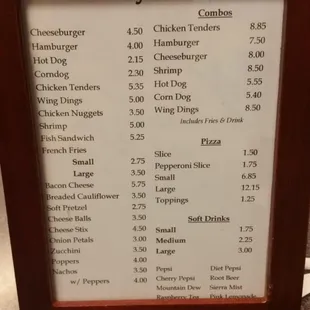 Cheeseburger 4.50
Hamburger 4.00
Hot Dog 2.15
Corndog 2.30
Chicken Tenders 5.35
Wing Dings 5.00
Chicken Nuggets 3.50
Shrimp 5.00
Fish Sandwich 5.25
French Fries
Small 2.75
Large 3.50
Bacon Cheese 5.75
Breaded Cauliflower 3.50
Soft Pretzel 2.75
Cheese Balls 3.50
Cheese Stix 4.50
Onion Petals 3.00
Zucchini 3.50
Poppers 4.00
Nachos 3.50
w/ Peppers 4.00
Combos
Chicken Tenders 8.85
Hamburger 7.50
Cheeseburger 8.00
Shrimp 8.50
Hot Dog 5.55
Corn Dog 5.40
Wing Dings 8.50
Includes Fries & Drink
Pizza
Slice 1.50
Pepperoni Slice 1.75
Small 6.85
Large 12.15
Toppings 1.25
Soft Drinks
Small 1.75
Medium 2.25
Large 3.00
Pepsi Diet Pepsi
Cherry Pepsi Root Beer
Mountain Dew Sierra Mist
Raspberry Tea Pink Lemonade